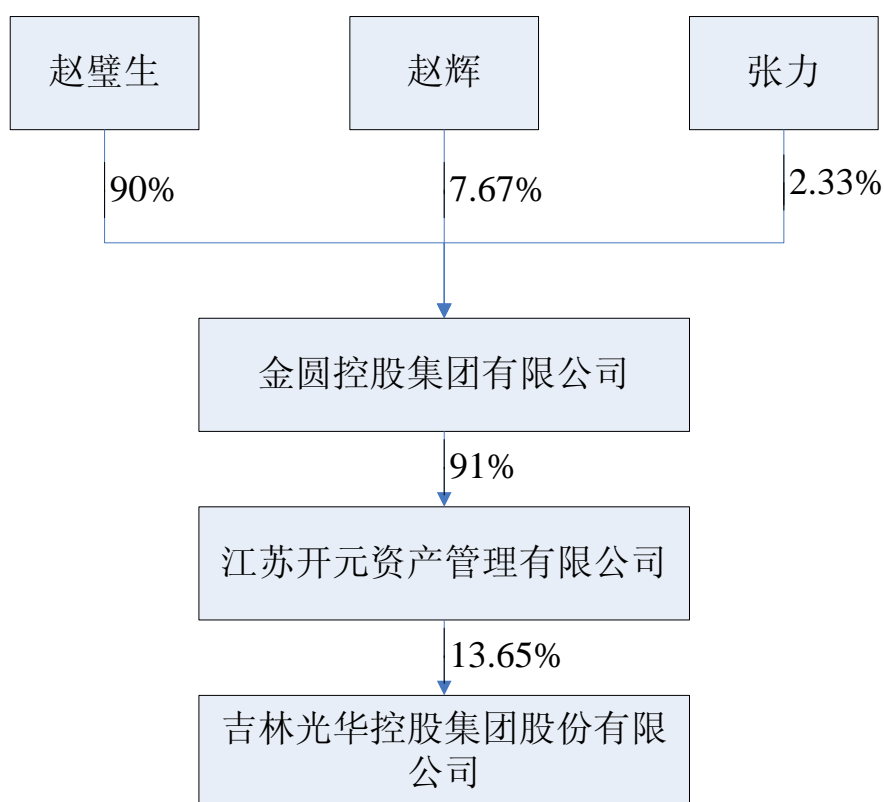 赵璧生
赵辉
张力
90%
7.67%
2.33%
金圆控股集团有限公司
91%
江苏开元资产管理有限公司
13.65%
吉林光华控股集团股份有限
公司